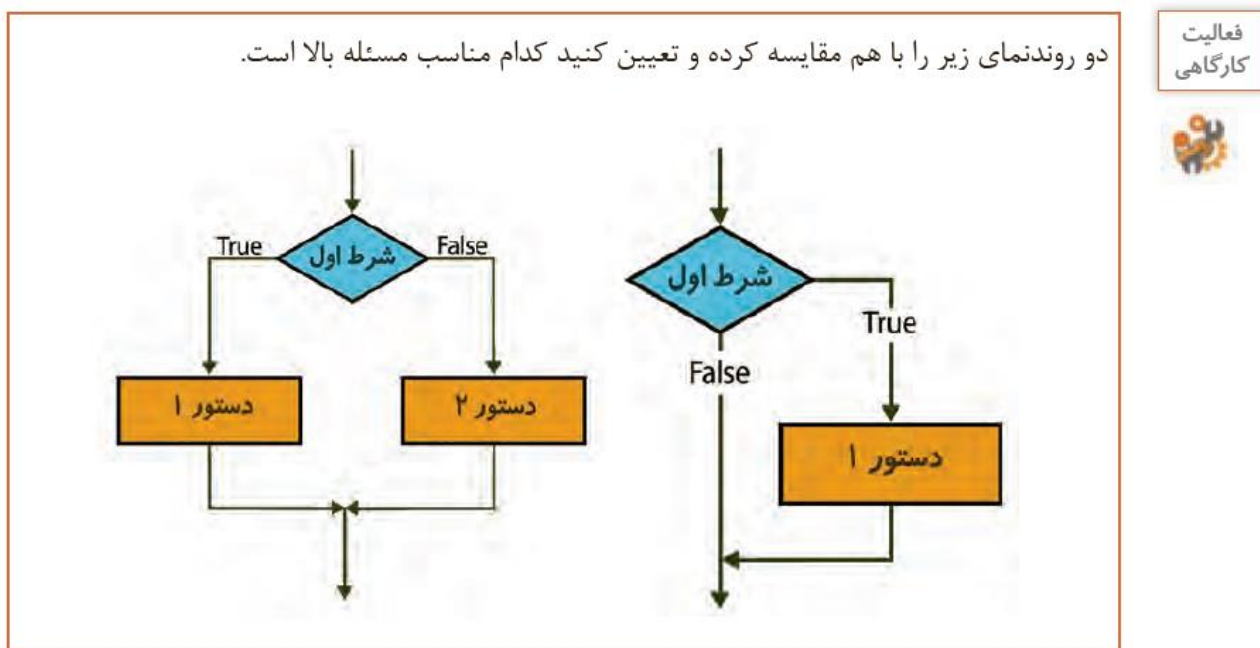 فعالیت
کارگاهی
دو روندنمای زیر را با هم مقایسه کرده و تعیین کنید کدام مناسب مسئله بالا است.
شرط اول
True
False
دستور ۱
شرط اول
True
False
دستور ۱
دستور ۲